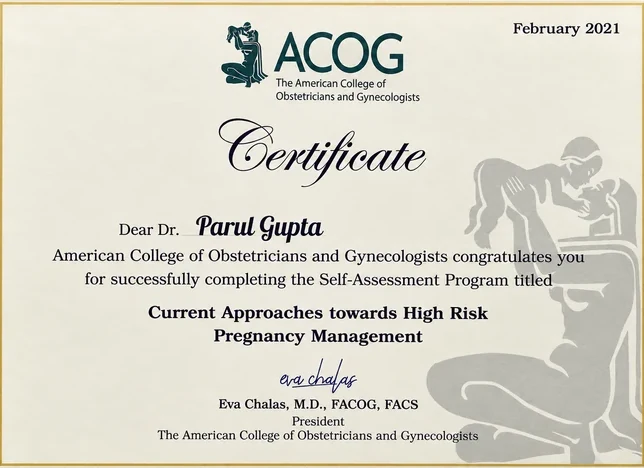 February 2021
ACOG
The American College of
Obstetricians and Gynecologists
Certificate
Dear Dr. Parul Gupta
American College of Obstetricians and Gynecologists congratulates you
for successfully completing the Self-Assessment Program titled
Current Approaches towards High Risk
Pregnancy Management
eva chalas
Eva Chalas, M.D., FACOG, FACS
President
The American College of Obstetricians and Gynecologists